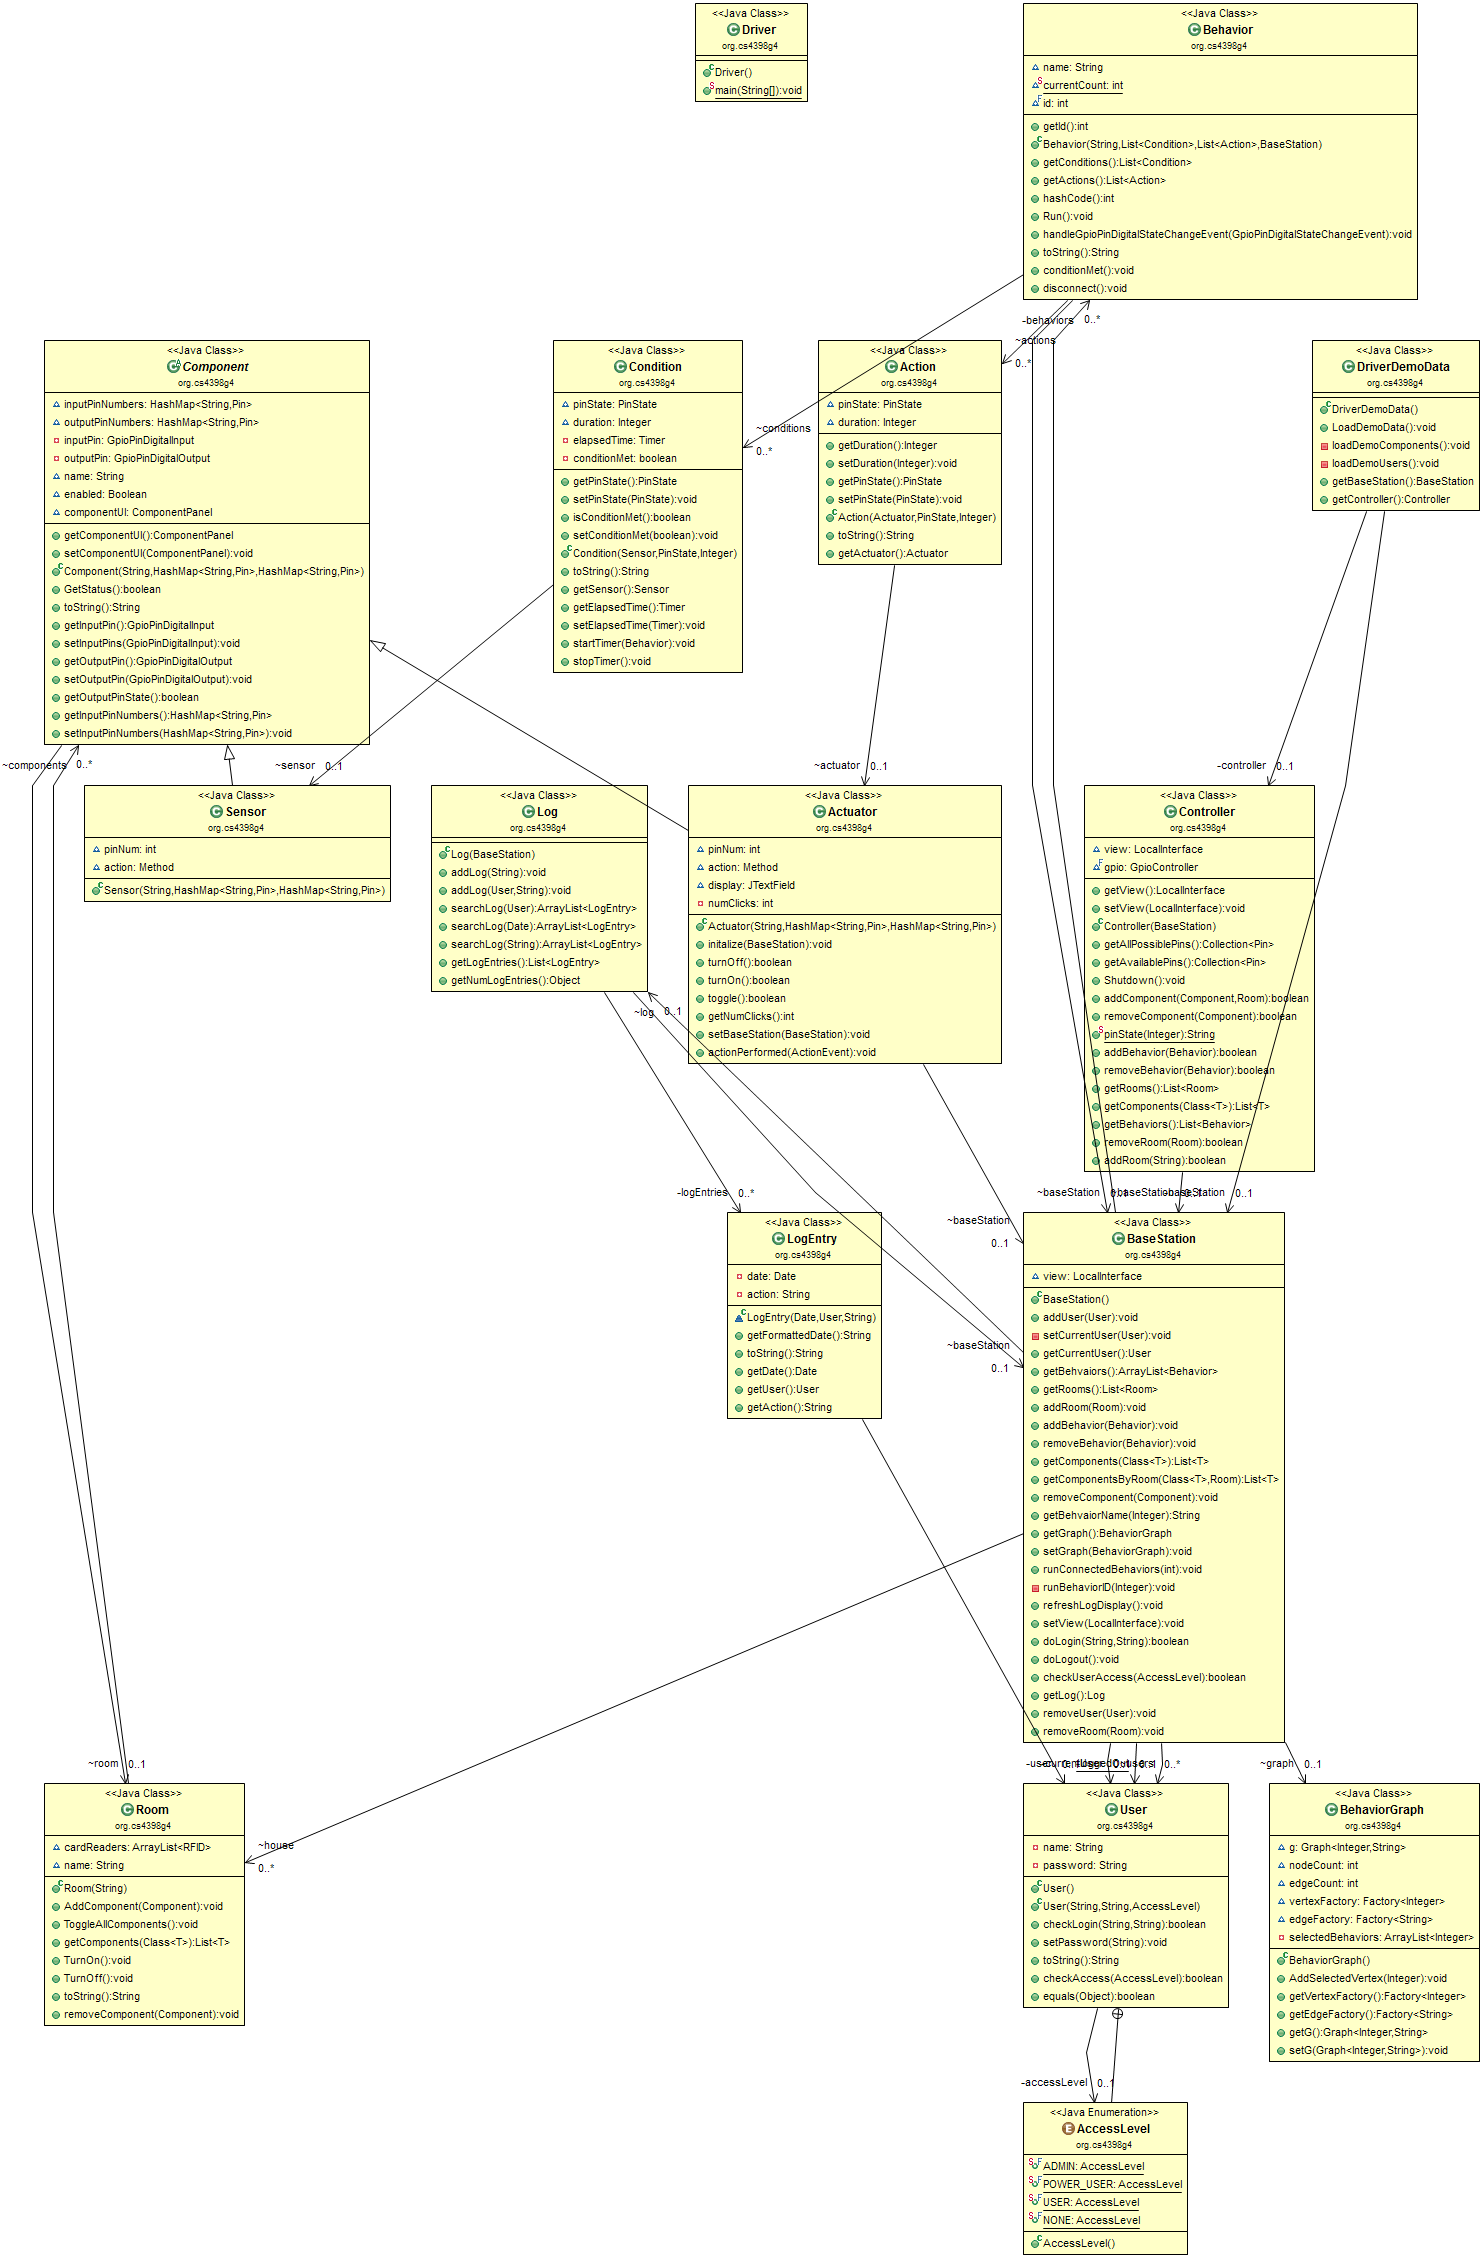 <<Java Class>>
Driver
org.cs4398g4
Driver()
main(String[]):void
<<Java Class>>
Behavior
org.cs4398g4
name: String
currentCount: int
id: int
getId():int
Behavior(String,List<Condition>,List<Action>,BaseStation)
getConditions():List<Condition>
getActions():List<Action>
hashCode():int
Run():void
handleGpioPinDigitalStateChangeEvent(GpioPinDigitalStateChangeEvent):void
toString():String
conditionMet():void
disconnect():void
-behaviors 0..*
~actions
0..*
~conditions
0..*
<<Java Class>>
Component
org.cs4398g4
inputPinNumbers: HashMap<String,Pin>
outputPinNumbers: HashMap<String,Pin>
inputPin: GpioPinDigitalInput
outputPin: GpioPinDigitalOutput
name: String
enabled: Boolean
componentUI: ComponentPanel
getComponentUI():ComponentPanel
setComponentUI(ComponentPanel):void
Component(String,HashMap<String,Pin>,HashMap<String,Pin>)
GetStatus():boolean
toString():String
getInputPin():GpioPinDigitalInput
setInputPins(GpioPinDigitalInput):void
getOutputPin():GpioPinDigitalOutput
setOutputPin(GpioPinDigitalOutput):void
getOutputPinState():boolean
getInputPinNumbers():HashMap<String,Pin>
setInputPinNumbers(HashMap<String,Pin>):void
<<Java Class>>
Condition
org.cs4398g4
pinState: PinState
duration: Integer
elapsedTime: Timer
conditionMet: boolean
getPinState():PinState
setPinState(PinState):void
isConditionMet():boolean
setConditionMet(boolean):void
Condition(Sensor,PinState,Integer)
toString():String
getSensor():Sensor
getElapsedTime():Timer
setElapsedTime(Timer):void
startTimer(Behavior):void
stopTimer():void
<<Java Class>>
Action
org.cs4398g4
pinState: PinState
duration: Integer
getDuration():Integer
setDuration(Integer):void
getPinState():PinState
setPinState(PinState):void
Action(Actuator,PinState,Integer)
toString():String
getActuator():Actuator
<<Java Class>>
DriverDemoData
org.cs4398g4
DriverDemoData()
LoadDemoData():void
loadDemoComponents():void
loadDemoUsers():void
getBaseStation():BaseStation
getController():Controller
~components 0..*
~sensor 0..1
~actuator 0..1
-controller 0..1
<<Java Class>>
Sensor
org.cs4398g4
pinNum: int
action: Method
Sensor(String,HashMap<String,Pin>,HashMap<String,Pin>)
<<Java Class>>
Log
org.cs4398g4
Log(BaseStation)
addLog(String):void
addLog(User,String):void
searchLog(User):ArrayList<LogEntry>
searchLog(Date):ArrayList<LogEntry>
searchLog(String):ArrayList<LogEntry>
getLogEntries():List<LogEntry>
getNumLogEntries():Object
<<Java Class>>
Actuator
org.cs4398g4
pinNum: int
action: Method
display: JTextField
numClicks: int
Actuator(String,HashMap<String,Pin>,HashMap<String,Pin>)
initalize(BaseStation):void
turnOff():boolean
turnOn():boolean
toggle():boolean
getNumClicks():int
setBaseStation(BaseStation):void
actionPerformed(ActionEvent):void
<<Java Class>>
Controller
org.cs4398g4
view: LocalInterface
gpio: GpioController
getView():LocalInterface
setView(LocalInterface):void
Controller(BaseStation)
getAllPossiblePins():Collection<Pin>
getAvailablePins():Collection<Pin>
Shutdown():void
addComponent(Component,Room):boolean
removeComponent(Component):boolean
pinState(Integer):String
addBehavior(Behavior):boolean
removeBehavior(Behavior):boolean
getRooms():List<Room>
getComponents(Class<T>):List<T>
getBehaviors():List<Behavior>
removeRoom(Room):boolean
addRoom(String):boolean
~log 0..1
-logEntries 0..*
~baseStation
0..1
~baseStation
0..1
~baseStation 0..1
<<Java Class>>
LogEntry
org.cs4398g4
date: Date
action: String
LogEntry(Date,User,String)
getFormattedDate():String
toString():String
getDate():Date
getUser():User
getAction():String
<<Java Class>>
BaseStation
org.cs4398g4
view: LocalInterface
BaseStation()
addUser(User):void
setCurrentUser(User):void
getCurrentUser():User
getBehvaiors():ArrayList<Behavior>
getRooms():List<Room>
addRoom(Room):void
addBehavior(Behavior):void
removeBehavior(Behavior):void
getComponents(Class<T>):List<T>
getComponentsByRoom(Class<T>,Room):List<T>
removeComponent(Component):void
getBehvaiorName(Integer):String
getGraph():BehaviorGraph
setGraph(BehaviorGraph):void
runConnectedBehaviors(int):void
runBehaviorID(Integer):void
refreshLogDisplay():void
setView(LocalInterface):void
doLogin(String,String):boolean
doLogout():void
checkUserAccess(AccessLevel):boolean
getLog():Log
removeUser(User):void
removeRoom(Room):void
~room 0..1
0..*
~graph 0..1
~house
0..*
<<Java Class>>
Room
org.cs4398g4
cardReaders: ArrayList<RFID>
name: String
Room(String)
AddComponent(Component):void
ToggleAllComponents():void
getComponents(Class<T>):List<T>
TurnOn():void
TurnOff():void
toString():String
removeComponent(Component):void
<<Java Class>>
User
org.cs4398g4
name: String
password: String
User()
User(String,String,AccessLevel)
checkLogin(String,String):boolean
setPassword(String):void
toString():String
checkAccess(AccessLevel):boolean
equals(Object):boolean
<<Java Class>>
BehaviorGraph
org.cs4398g4
g: Graph<Integer,String>
nodeCount: int
edgeCount: int
vertexFactory: Factory<Integer>
edgeFactory: Factory<String>
selectedBehaviors: ArrayList<Integer>
BehaviorGraph()
AddSelectedVertex(Integer):void
getVertexFactory():Factory<Integer>
getEdgeFactory():Factory<String>
getG():Graph<Integer,String>
setG(Graph<Integer,String>):void
-accessLevel 0..1
<<Java Enumeration>>
AccessLevel
org.cs4398g4
ADMIN: AccessLevel
POWER_USER: AccessLevel
USER: AccessLevel
NONE: AccessLevel
AccessLevel()